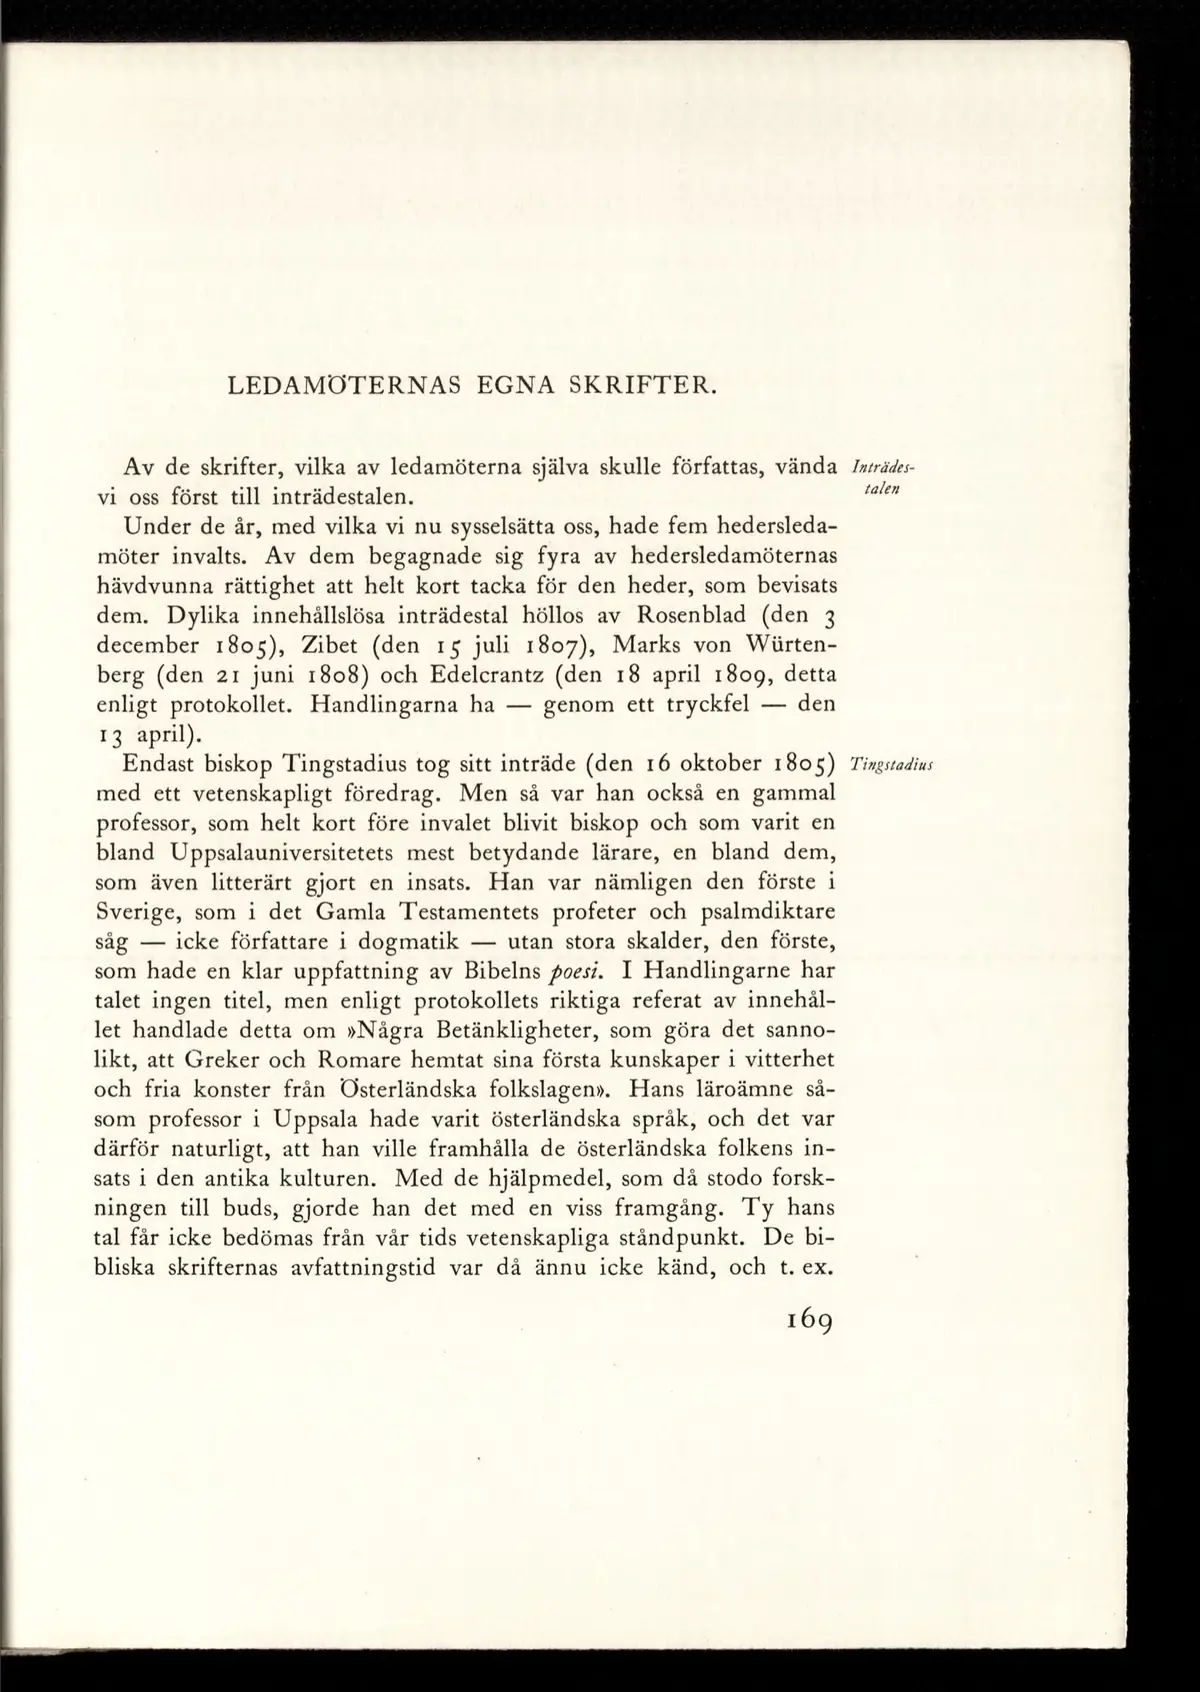 LEDAMÖTERNAS EGNA SKRIFTER.
Av de skrifter, vilka av ledamöterna själva skulle författas, vända
Inträdes-
talen
vi oss först till inträdestalen.
Under de år, med vilka vi nu sysselsätta oss, hade fem hedersleda-
möter invalts. Av dem begagnade sig fyra av hedersledamöternas
hävdvunna rättighet att helt kort tacka för den heder, som bevisats
dem. Dylika innehållslösa inträdestal höllos av Rosenblad (den 3
december 1805), Zibet (den 15 juli 1807), Marks von Würten-
berg (den 21 juni 1808) och Edelcrantz (den 18 april 1809, detta
enligt protokollet. Handlingarna ha — genom ett tryckfel — den
13 april).
Endast biskop Tingstadius tog sitt inträde (den 16 oktober 1805)
Tingstadius
med ett vetenskapligt föredrag. Men så var han också en gammal
professor, som helt kort före invalet blivit biskop och som varit en
bland Uppsalauniversitetets mest betydande lärare, en bland dem,
som även litterärt gjort en insats. Han var nämligen den förste i
Sverige, som i det Gamla Testamentets profeter och psalmdiktare
såg — icke författare i dogmatik — utan stora skalder, den förste,
som hade en klar uppfattning av Bibelns poesi. I Handlingarne har
talet ingen titel, men enligt protokollets riktiga referat av innehål-
let handlade detta om »Några Betänkligheter, som göra det sanno-
likt, att Greker och Romare hemtat sina första kunskaper i vitterhet
och fria konster från Österländska folkslagen». Hans läroämne så-
som professor i Uppsala hade varit österländska språk, och det var
därför naturligt, att han ville framhålla de österländska folkens in-
sats i den antika kulturen. Med de hjälpmedel, som då stodo forsk-
ningen till buds, gjorde han det med en viss framgång. Ty hans
tal får icke bedömas från vår tids vetenskapliga ståndpunkt. De bi-
bliska skrifternas avfattningstid var då ännu icke känd, och t. ex.
169